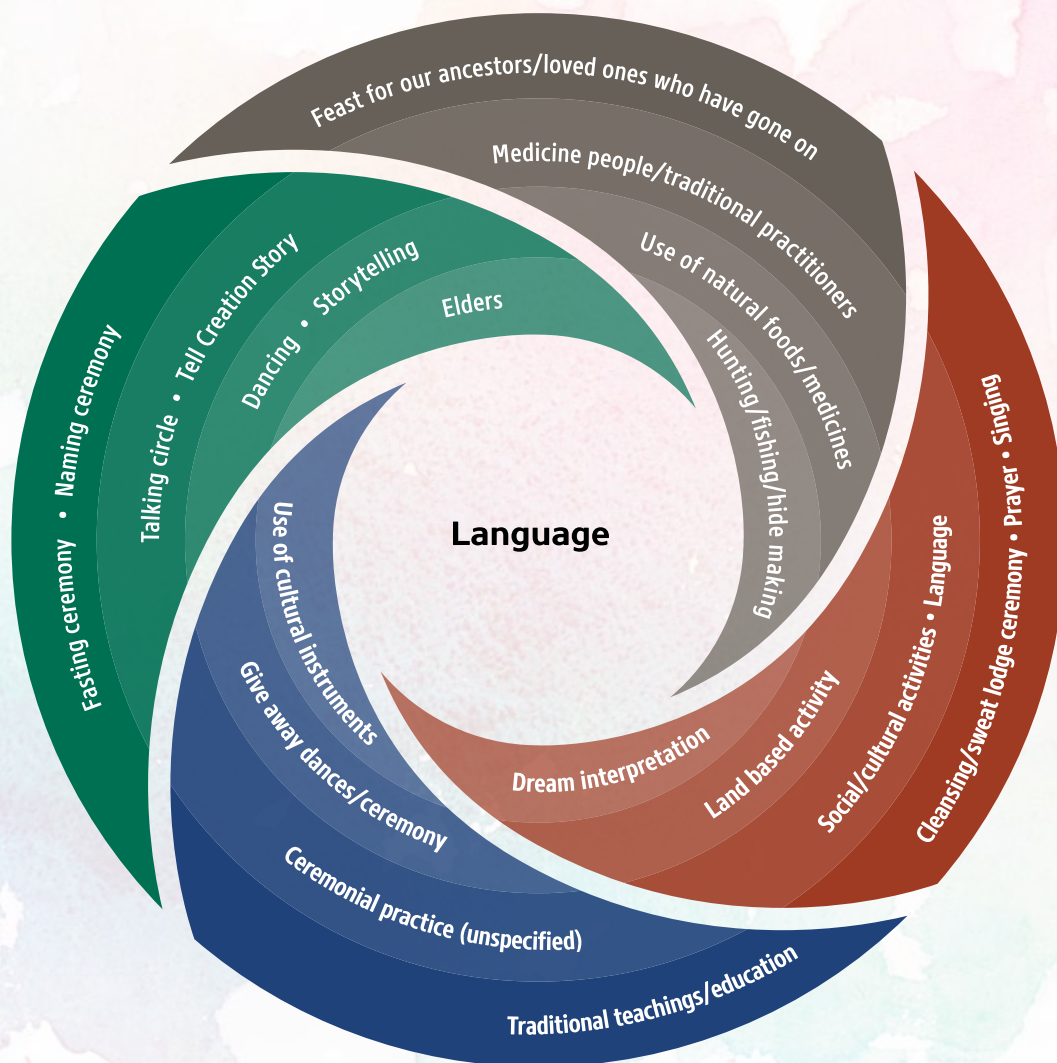 Feast for our ancestors/loved ones who have gone on
Medicine people/traditional practitioners
Use of natural foods/medicines
Hunting/fishing/hide making
Cleansing/sweat lodge ceremony • Prayer • Singing
Social/cultural activities • Language
Land based activity
Dream interpretation
Traditional teachings/education
Ceremonial practice (unspecified)
Give away dances/ceremony
Use of cultural instruments
Fasting ceremony • Naming ceremony
Talking circle • Tell Creation Story
Dancing • Storytelling
Elders
Language